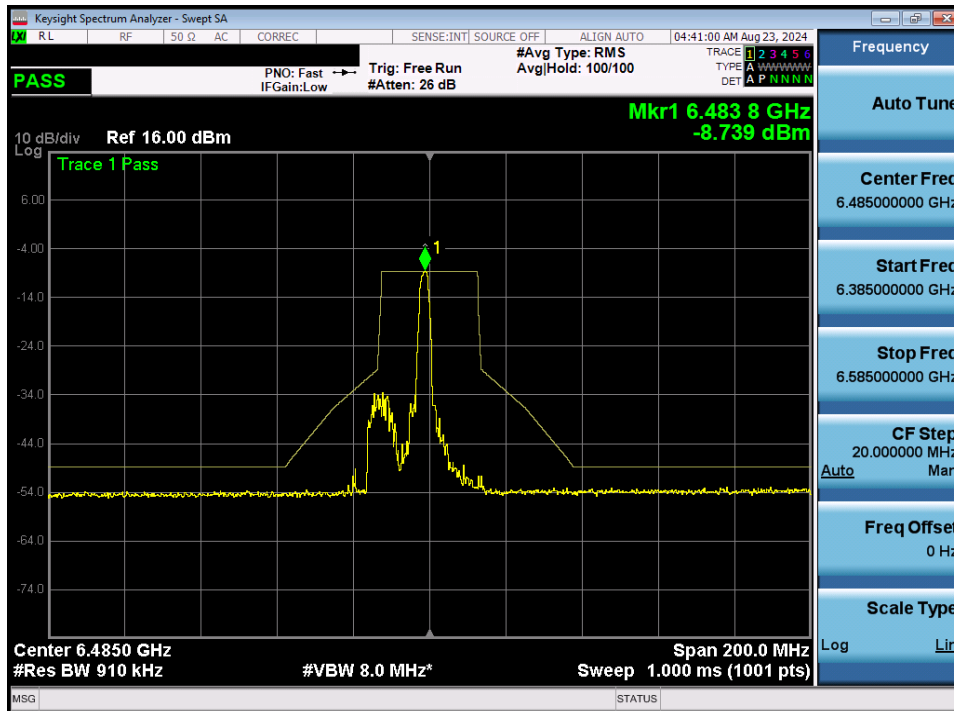 Keysight Spectrum Analyzer - Swept SA
LXI RL RF 50 Ω AC CORREC SENSE:INT SOURCE OFF ALIGN AUTO 04:41:00 AM Aug 23, 2024
PASS
PNO: Fast
IFGain:Low
Trig: Free Run
#Atten: 26 dB
#Avg Type: RMS
Avg|Hold: 100/100
TRACE 1 2 3 4 5 6
TYPE A WWWWW
DET A P N N N N
Mkr1 6.483 8 GHz
-8.739 dBm
10 dB/div Ref 16.00 dBm
Log
Trace 1 Pass
1
6.00
-4.00
-14.0
-24.0
-34.0
-44.0
-54.0
-64.0
-74.0
Center 6.4850 GHz Span 200.0 MHz
#Res BW 910 kHz #VBW 8.0 MHz* Sweep 1.000 ms (1001 pts)
MSG STATUS
Frequency
Auto Tune
Center Freq
6.485000000 GHz
Start Freq
6.385000000 GHz
Stop Freq
6.585000000 GHz
CF Step
20.000000 MHz
Auto Man
Freq Offset
0 Hz
Scale Type
Log Lin